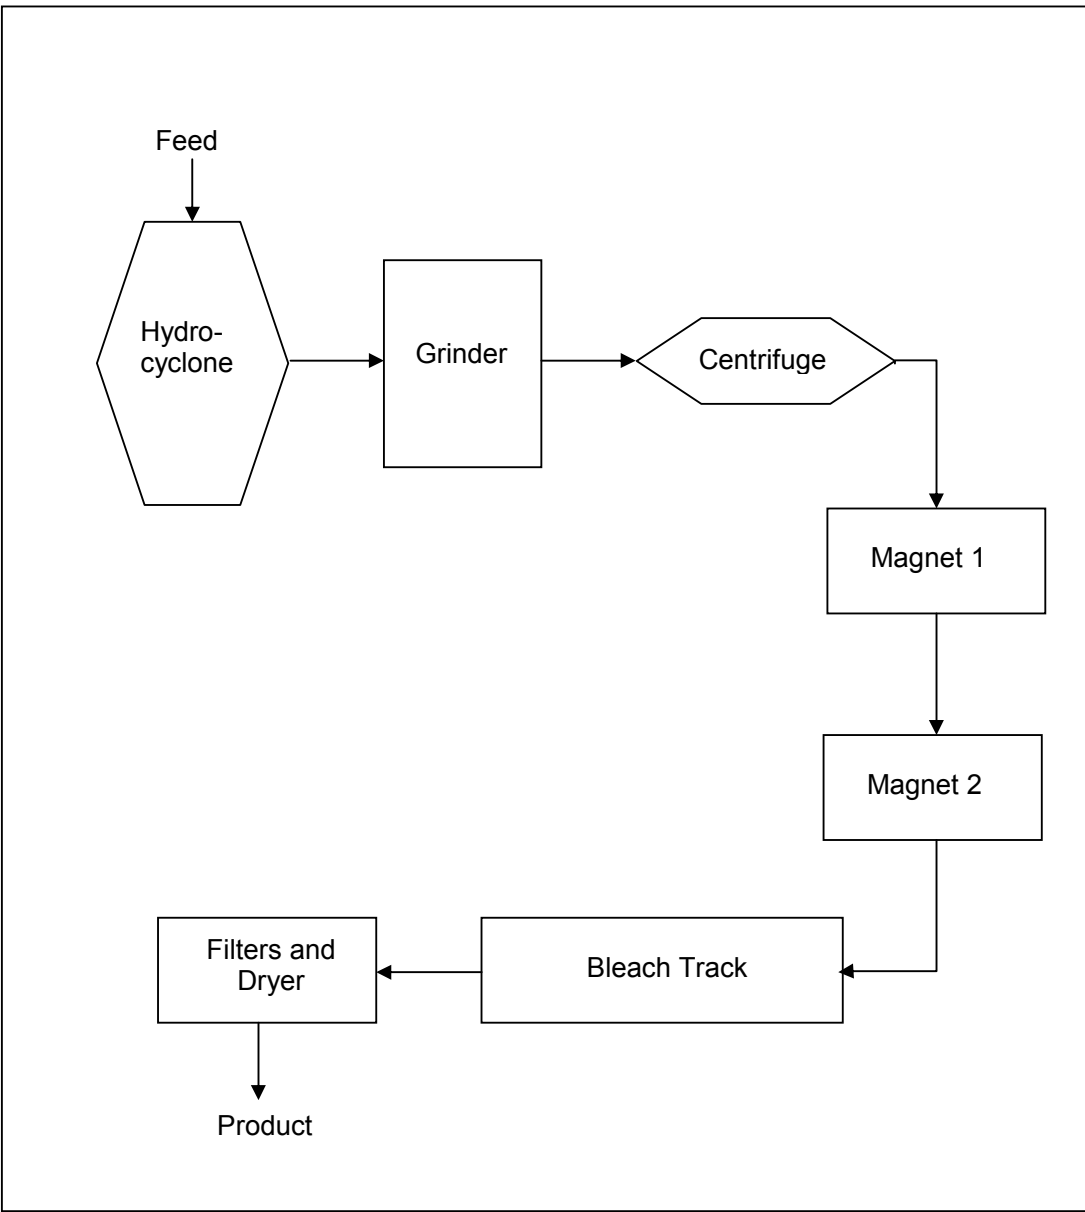 Feed
Hydro-
cyclone
Grinder
Centrifuge
Magnet 1
Magnet 2
Bleach Track
Filters and
Dryer
Product